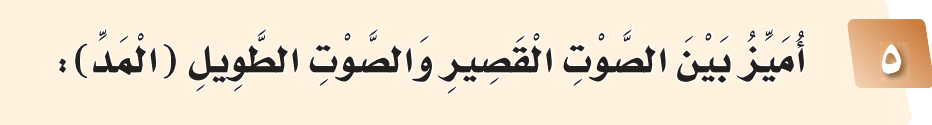 ٥ أُمَيِّزُ بَيْنَ الصَّوْتِ الْقَصِيرِ وَالصَّوْتِ الطَّوِيلِ (الْمَدِّ) :